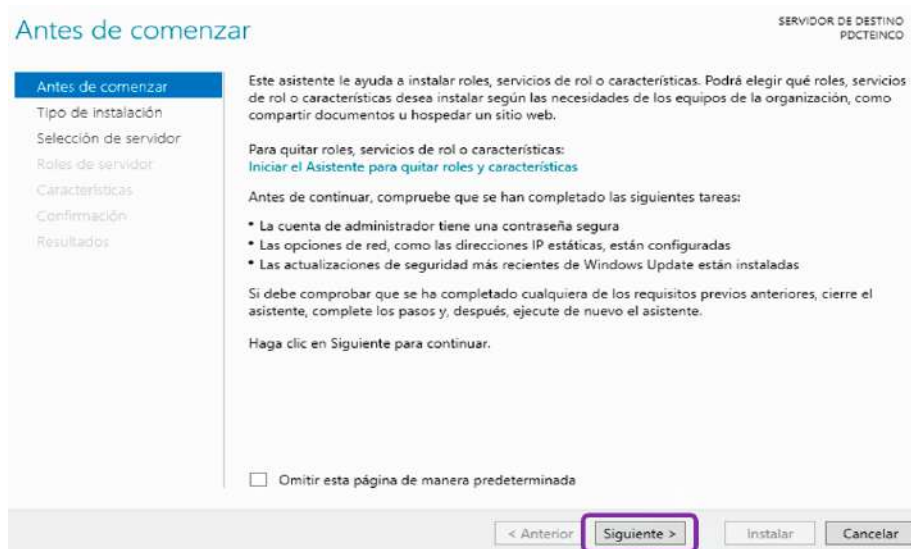 Antes de comenzar
SERVIDOR DE DESTINO
PDCTEINCO
Antes de comenzar
Tipo de instalación
Selección de servidor
Roles de servidor
Características
Confirmación
Resultados
Este asistente le ayuda a instalar roles, servicios de rol o características. Podrá elegir qué roles, servicios
de rol o características desea instalar según las necesidades de los equipos de la organización, como
compartir documentos u hospedar un sitio web.
Para quitar roles, servicios de rol o características:
Iniciar el Asistente para quitar roles y características
Antes de continuar, compruebe que se han completado las siguientes tareas:
• La cuenta de administrador tiene una contraseña segura
• Las opciones de red, como las direcciones IP estáticas, están configuradas
• Las actualizaciones de seguridad más recientes de Windows Update están instaladas
Si debe comprobar que se ha completado cualquiera de los requisitos previos anteriores, cierre el
asistente, complete los pasos y, después, ejecute de nuevo el asistente.
Haga clic en Siguiente para continuar.
Omitir esta página de manera predeterminada
< Anterior Siguiente > Instalar Cancelar